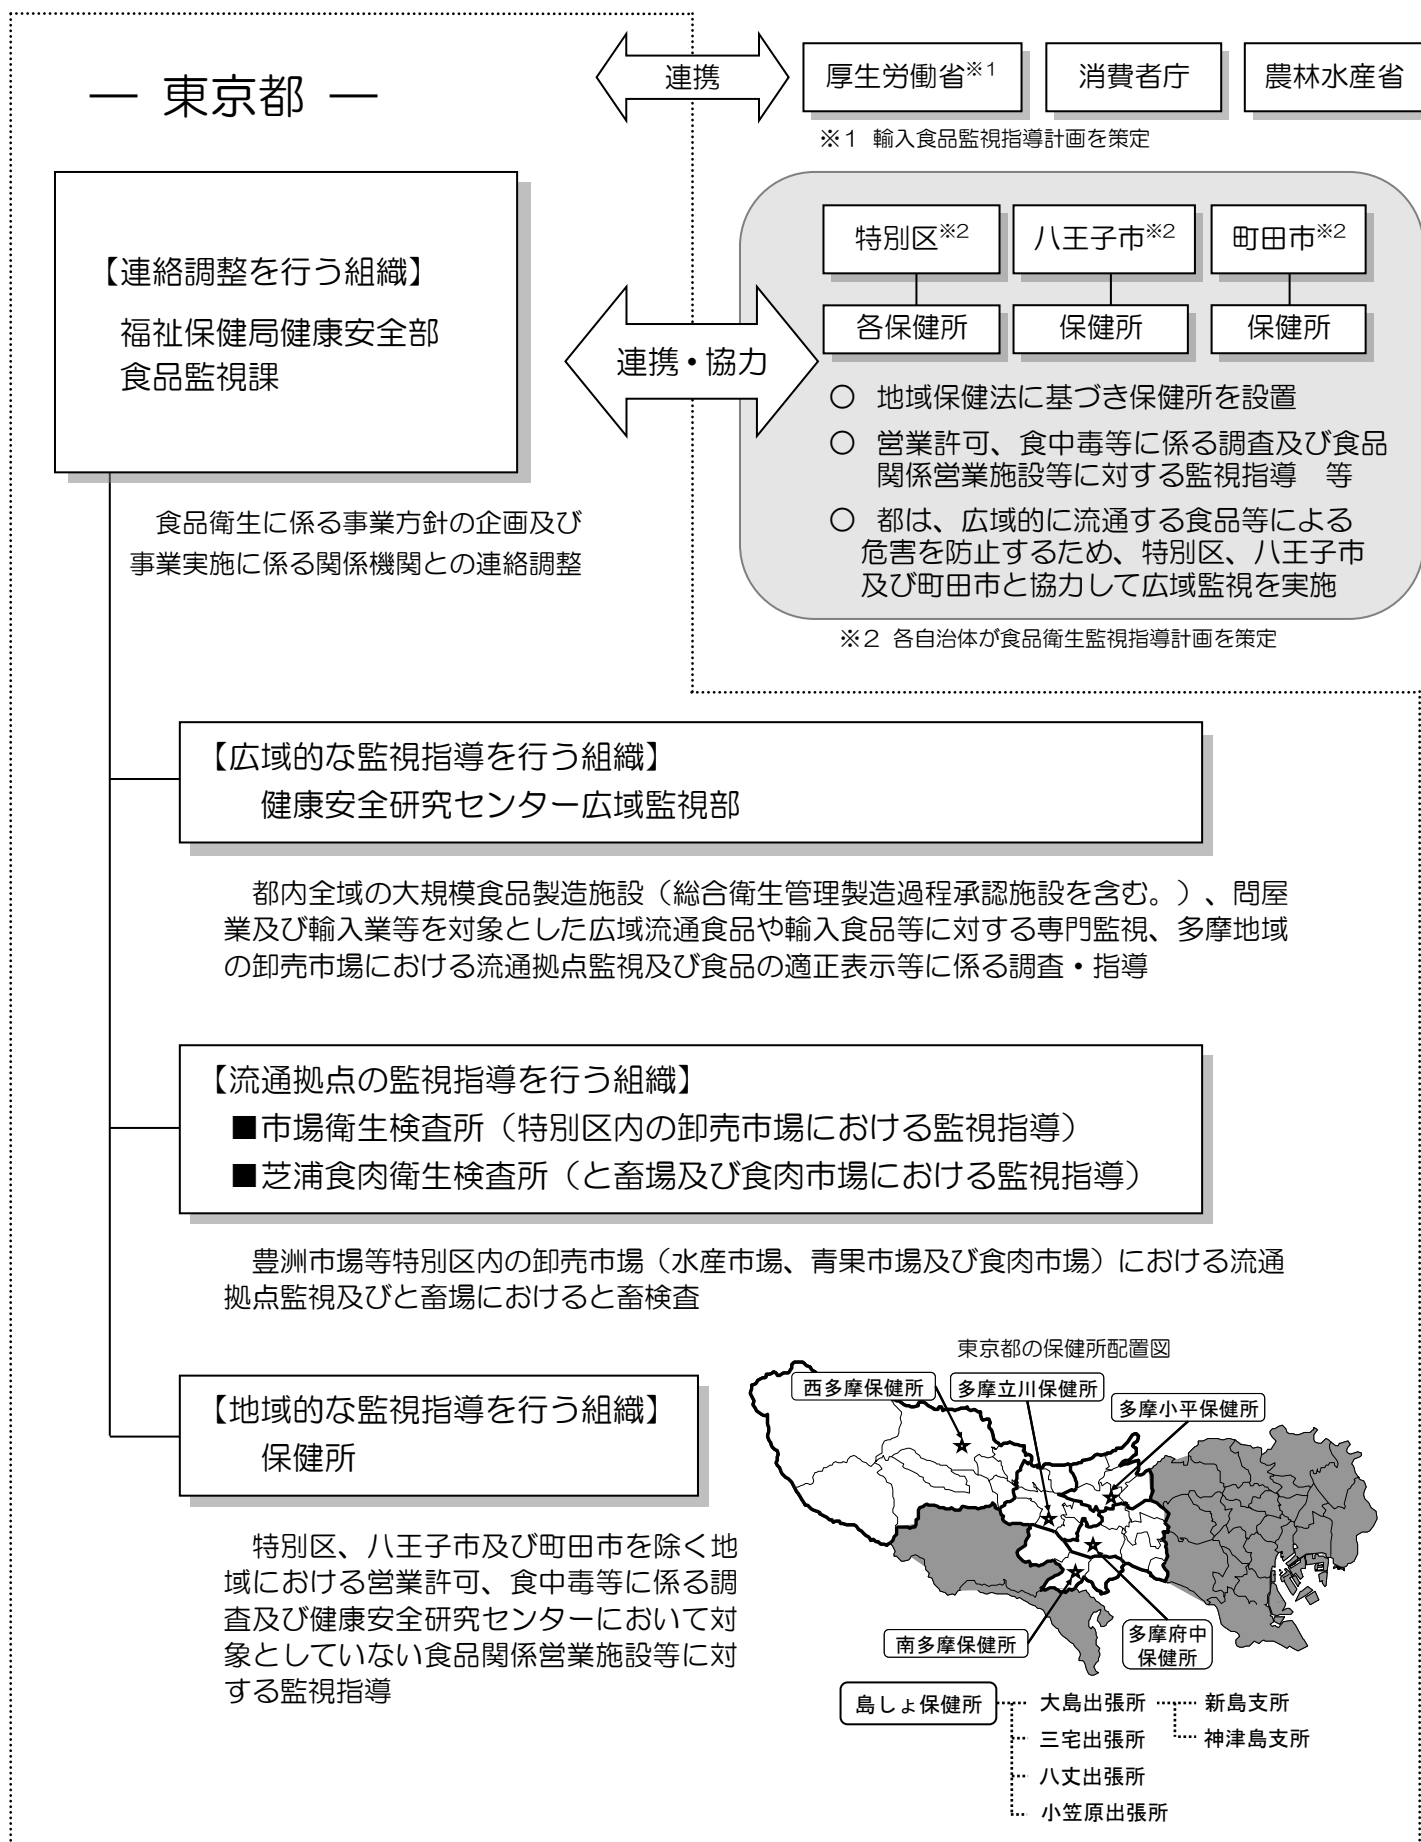 ― 東京都 ―
連携
厚生労働省※1
消費者庁
農林水産省
※1 輸入食品監視指導計画を策定
【連絡調整を行う組織】
福祉保健局健康安全部
食品監視課
食品衛生に係る事業方針の企画及び
事業実施に係る関係機関との連絡調整
連携・協力
特別区※2
八王子市※2
町田市※2
各保健所
保健所
保健所
○ 地域保健法に基づき保健所を設置
○ 営業許可、食中毒等に係る調査及び食品
関係営業施設等に対する監視指導 等
○ 都は、広域的に流通する食品等による
危害を防止するため、特別区、八王子市
及び町田市と協力して広域監視を実施
※2 各自治体が食品衛生監視指導計画を策定
【広域的な監視指導を行う組織】
健康安全研究センター広域監視部
都内全域の大規模食品製造施設（総合衛生管理製造過程承認施設を含む。）、問屋
業及び輸入業等を対象とした広域流通食品や輸入食品等に対する専門監視、多摩地域
の卸売市場における流通拠点監視及び食品の適正表示等に係る調査・指導
【流通拠点の監視指導を行う組織】
■市場衛生検査所（特別区内の卸売市場における監視指導）
■芝浦食肉衛生検査所（と畜場及び食肉市場における監視指導）
豊洲市場等特別区内の卸売市場（水産市場、青果市場及び食肉市場）における流通
拠点監視及びと畜場におけると畜検査
【地域的な監視指導を行う組織】
保健所
特別区、八王子市及び町田市を除く地
域における営業許可、食中毒等に係る調
査及び健康安全研究センターにおいて対
象としていない食品関係営業施設等に対
する監視指導
東京都の保健所配置図
西多摩保健所
多摩立川保健所
多摩小平保健所
南多摩保健所
多摩府中
保健所
島しょ保健所
大島出張所
新島支所
三宅出張所
神津島支所
八丈出張所
小笠原出張所